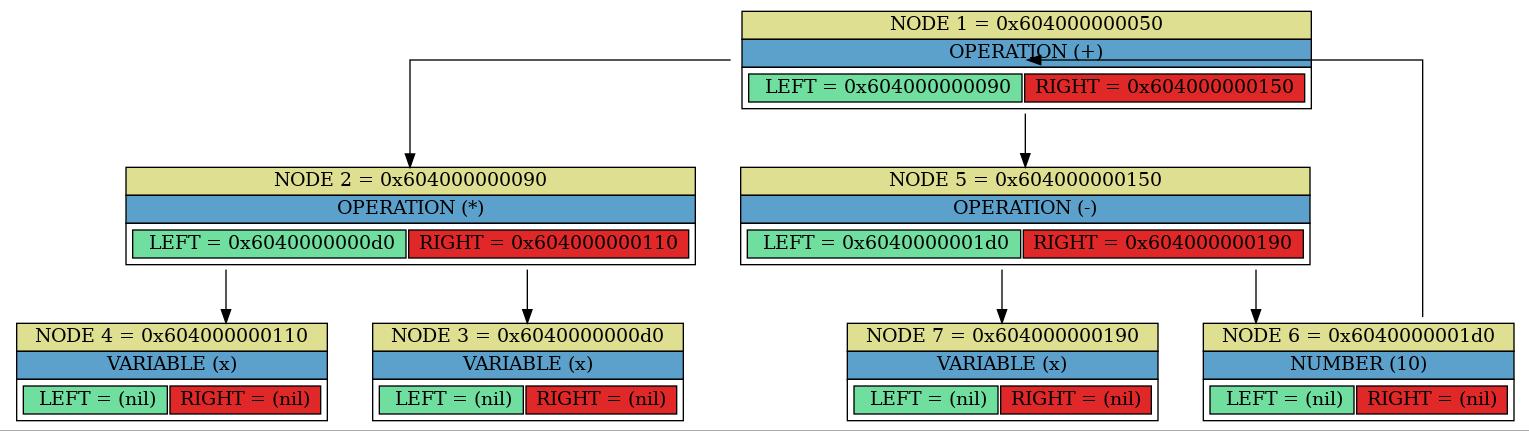 NODE 1 = 0x604000000050
OPERATION (+)
LEFT = 0x604000000090 RIGHT = 0x604000000150
NODE 2 = 0x604000000090
OPERATION (*)
LEFT = 0x6040000000d0 RIGHT = 0x604000000110
NODE 5 = 0x604000000150
OPERATION (-)
LEFT = 0x6040000001d0 RIGHT = 0x604000000190
NODE 4 = 0x604000000110
VARIABLE (x)
LEFT = (nil) RIGHT = (nil)
NODE 3 = 0x6040000000d0
VARIABLE (x)
LEFT = (nil) RIGHT = (nil)
NODE 7 = 0x604000000190
VARIABLE (x)
LEFT = (nil) RIGHT = (nil)
NODE 6 = 0x6040000001d0
NUMBER (10)
LEFT = (nil) RIGHT = (nil)